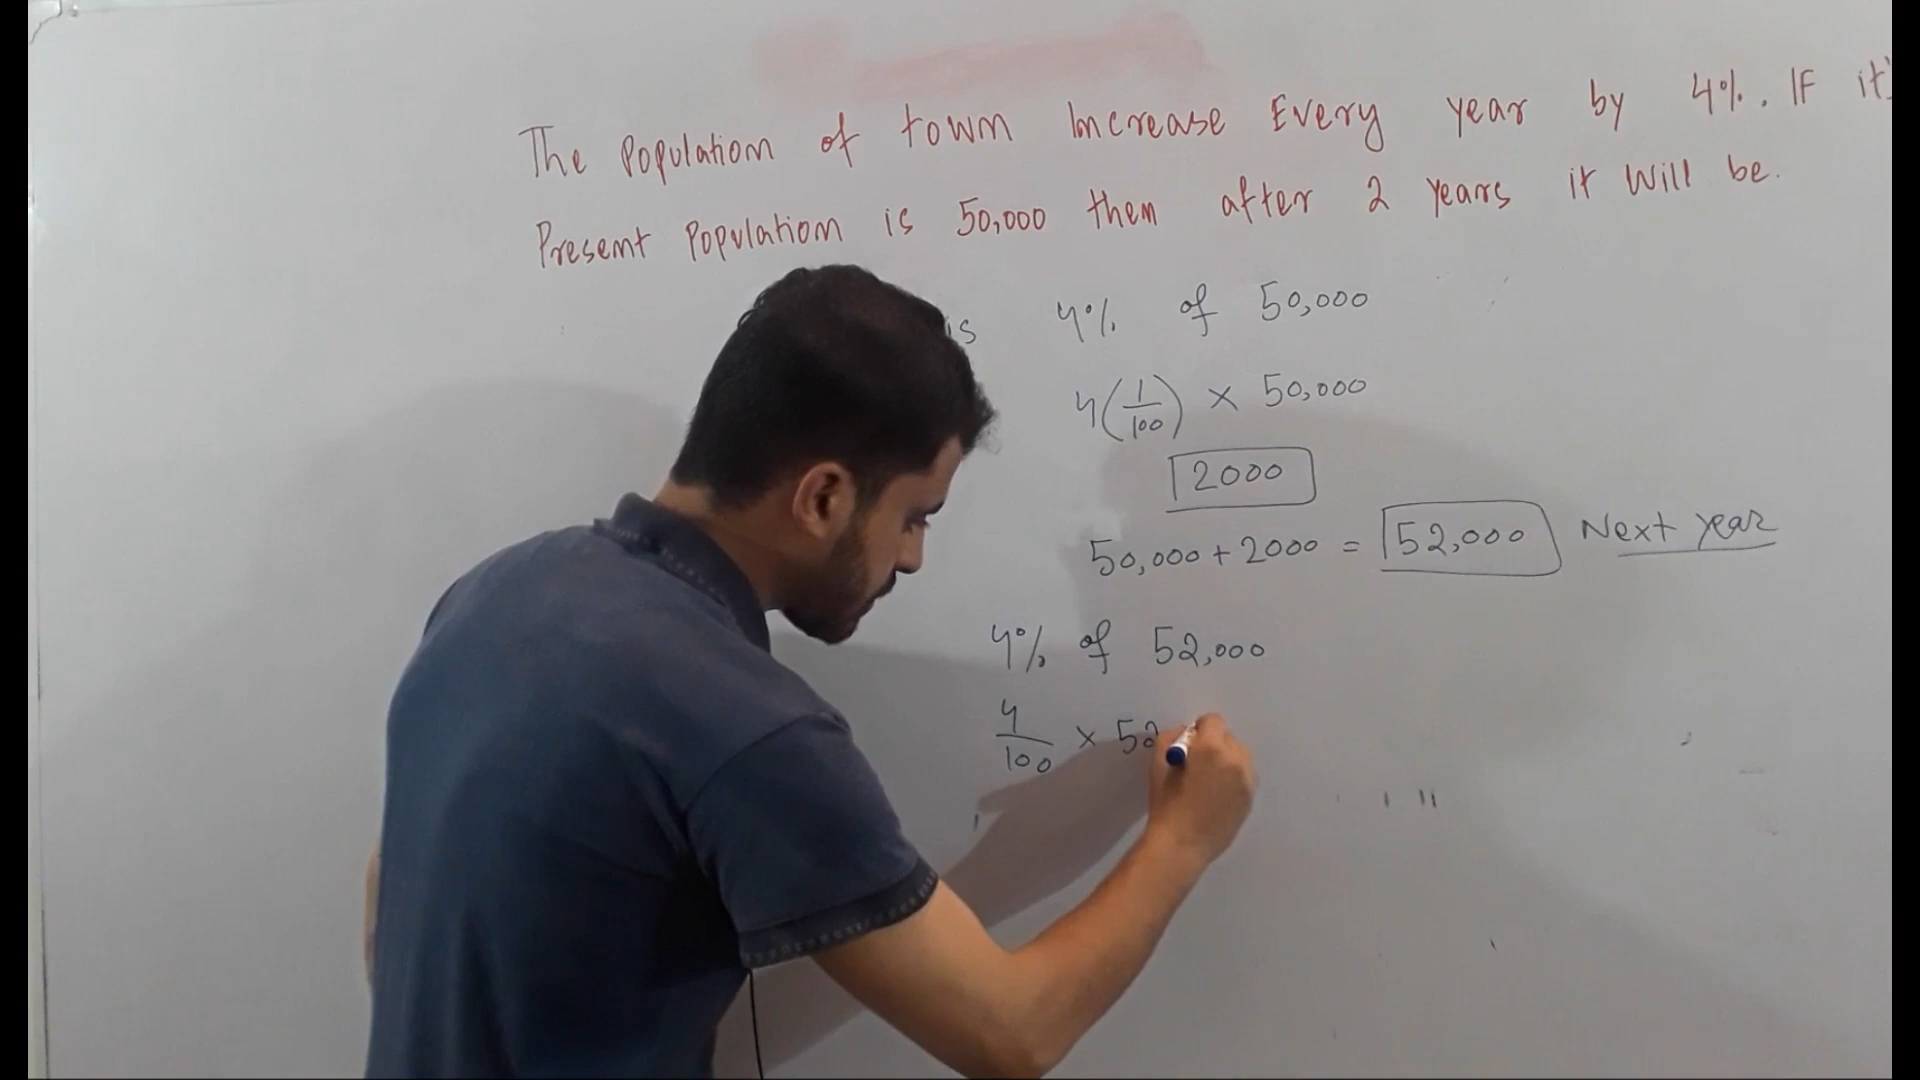 The Population of town Increase Every year by 4%. IF it's
Present Population is 50,000 then after 2 years it will be.
is 4% of 50,000
4(1/100) × 50,000
2000
50,000 + 2000 = 52,000 Next year
4% of 52,000
4/100 × 52